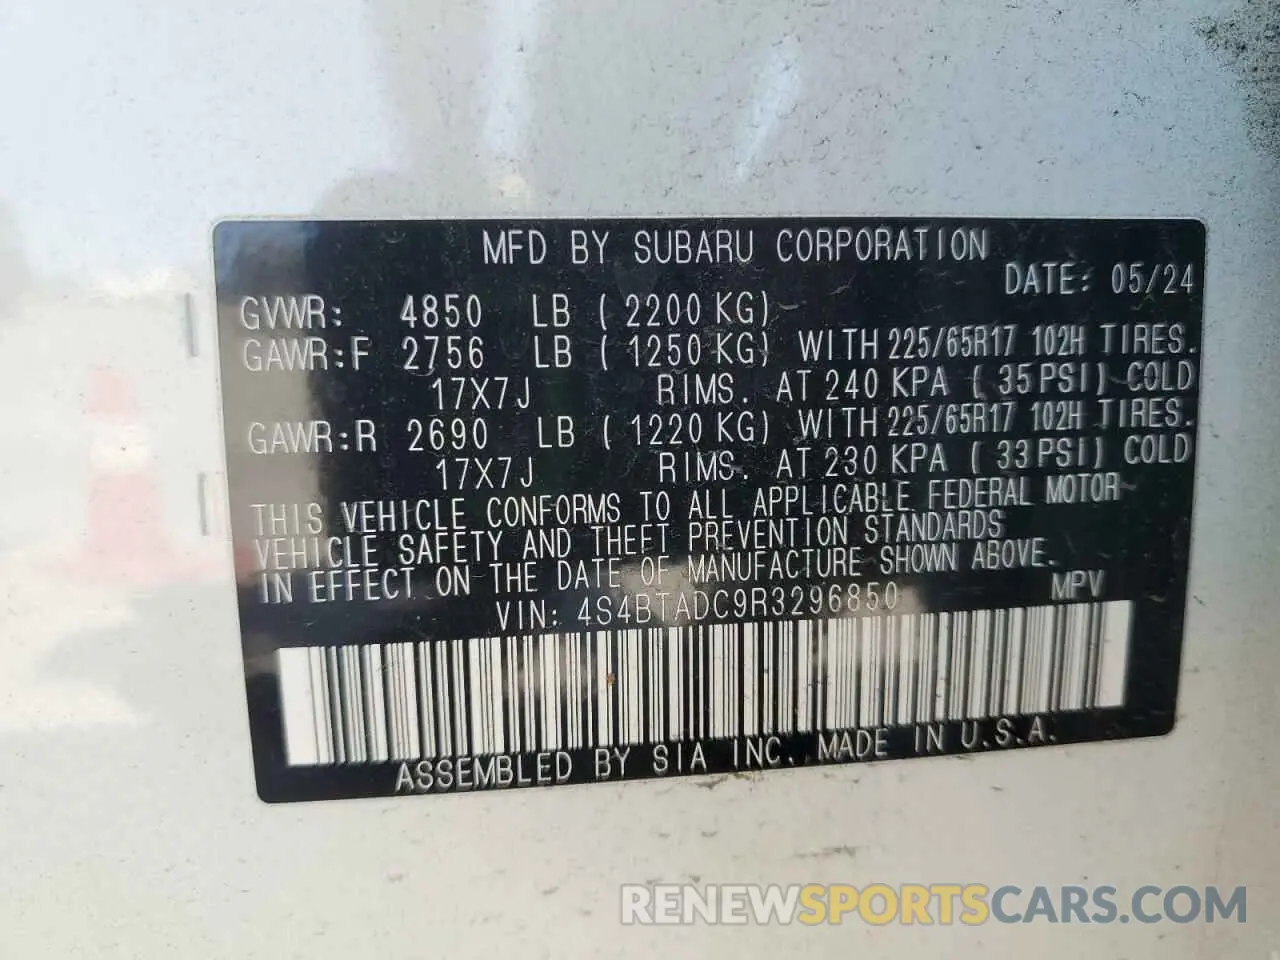 MFD BY SUBARU CORPORATION
DATE: 05/24
GVWR: 4850 LB (2200 KG)
GAWR:F 2756 LB (1250 KG) WITH 225/65R17 102H TIRES.
17X7J RIMS. AT 240 KPA (35 PSI) COLD
GAWR:R 2690 LB (1220 KG) WITH 225/65R17 102H TIRES.
17X7J RIMS. AT 230 KPA (33 PSI) COLD
THIS VEHICLE CONFORMS TO ALL APPLICABLE FEDERAL MOTOR
VEHICLE SAFETY AND THEFT PREVENTION STANDARDS
IN EFFECT ON THE DATE OF MANUFACTURE SHOWN ABOVE.
VIN: 4S4BTADC9R3296850 MPV
ASSEMBLED BY SIA INC. MADE IN U.S.A.
RENEWSPORTSCARS.COM